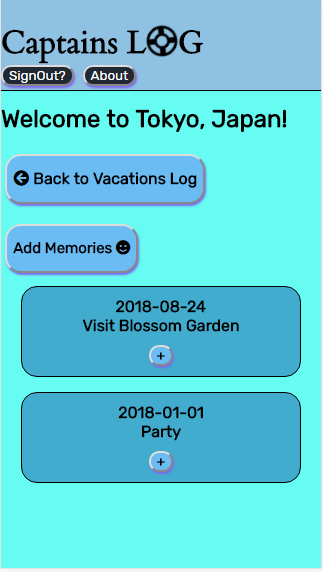 Captains LOG
SignOut?
About
Welcome to Tokyo, Japan!
Back to Vacations Log
Add Memories
2018-08-24
Visit Blossom Garden
+
2018-01-01
Party
+